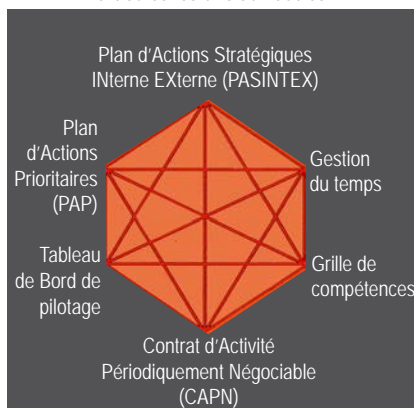 Plan d'Actions Stratégiques
INterne EXterne (PASINTEX)
Plan
d'Actions
Prioritaires
(PAP)
Gestion
du temps
Tableau
de Bord de
pilotage
Grille de
compétences
Contrat d'Activité
Périodiquement Négociable
(CAPN)